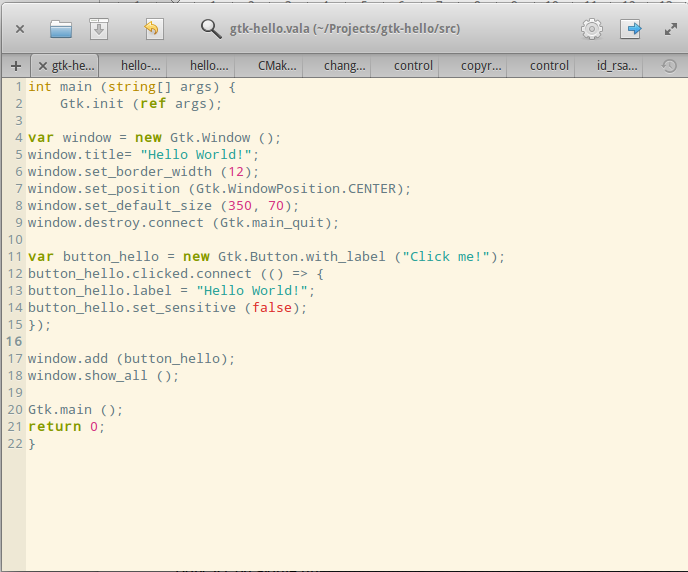 gtk-hello.vala (~/Projects/gtk-hello/src)
gtk-he... hello-... hello.... CMak... chang... control copyr... control id_rsa...
1 int main (string[] args) {
2     Gtk.init (ref args);
3
4 var window = new Gtk.Window ();
5 window.title= "Hello World!";
6 window.set_border_width (12);
7 window.set_position (Gtk.WindowPosition.CENTER);
8 window.set_default_size (350, 70);
9 window.destroy.connect (Gtk.main_quit);
10
11 var button_hello = new Gtk.Button.with_label ("Click me!");
12 button_hello.clicked.connect (() => {
13 button_hello.label = "Hello World!";
14 button_hello.set_sensitive (false);
15 });
16
17 window.add (button_hello);
18 window.show_all ();
19
20 Gtk.main ();
21 return 0;
22 }